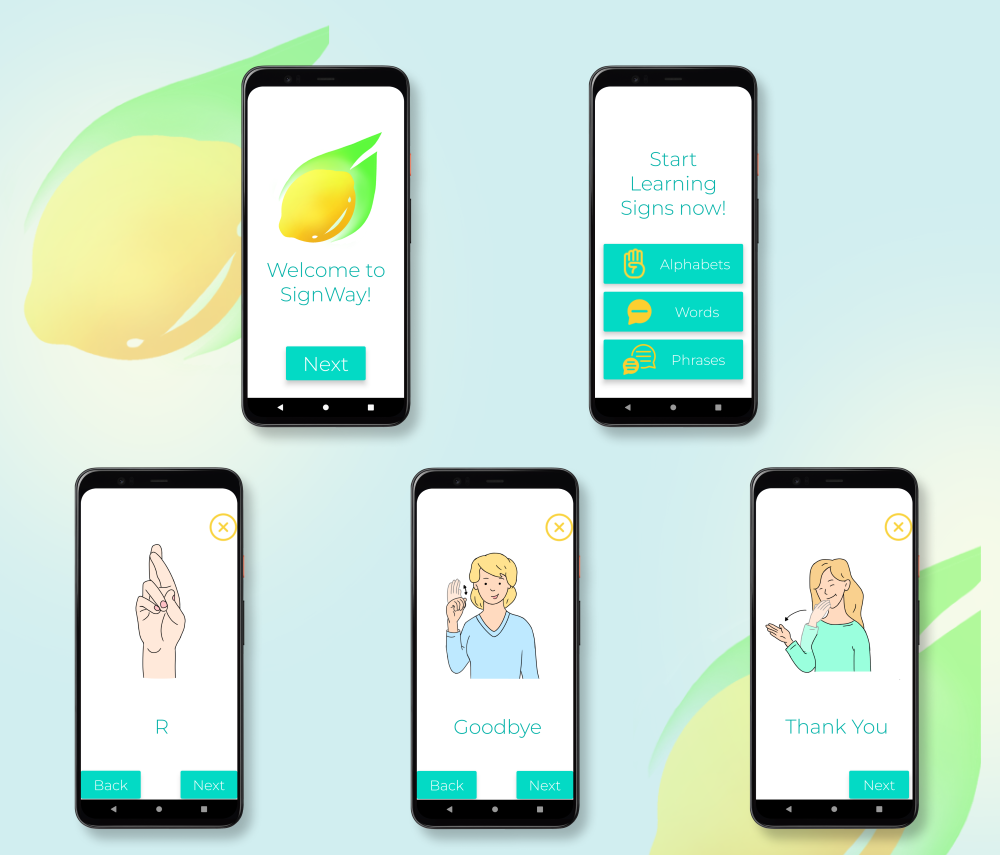 Welcome to
SignWay!
Next
Start
Learning
Signs now!
Alphabets
Words
Phrases
R
Back
Next
Goodbye
Back
Next
Thank You
Next